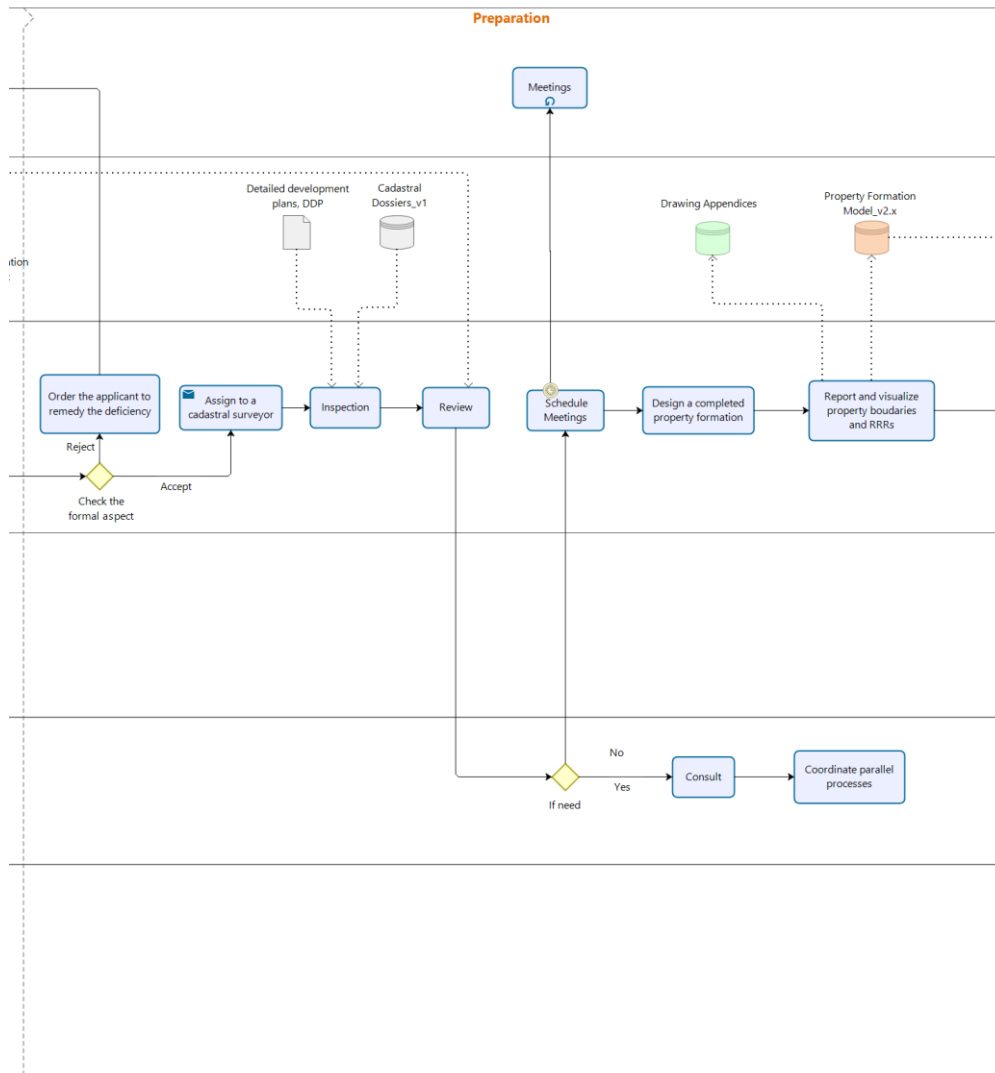 Preparation
Meetings
Detailed development
plans, DDP
Cadastral
Dossiers_v1
Drawing Appendices
Property Formation
Model_v2.x
Order the applicant to
remedy the deficiency
Assign to a
cadastral surveyor
Inspection
Review
Schedule
Meetings
Design a completed
property formation
Report and visualize
property boudaries
and RRRs
Reject
Accept
Check the
formal aspect
No
Yes
If need
Consult
Coordinate parallel
processes